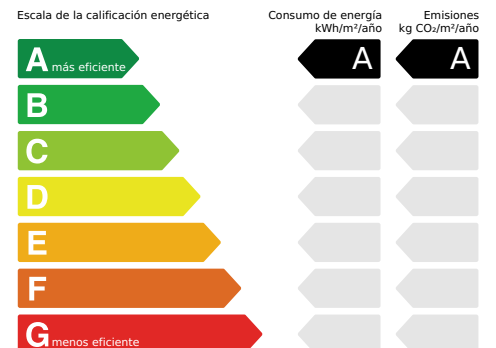 Escala de la calificación energética
Consumo de energía
kWh/m²/año
Emisiones
kg CO₂/m²/año
A más eficiente
A
A
B
C
D
E
F
G menos eficiente